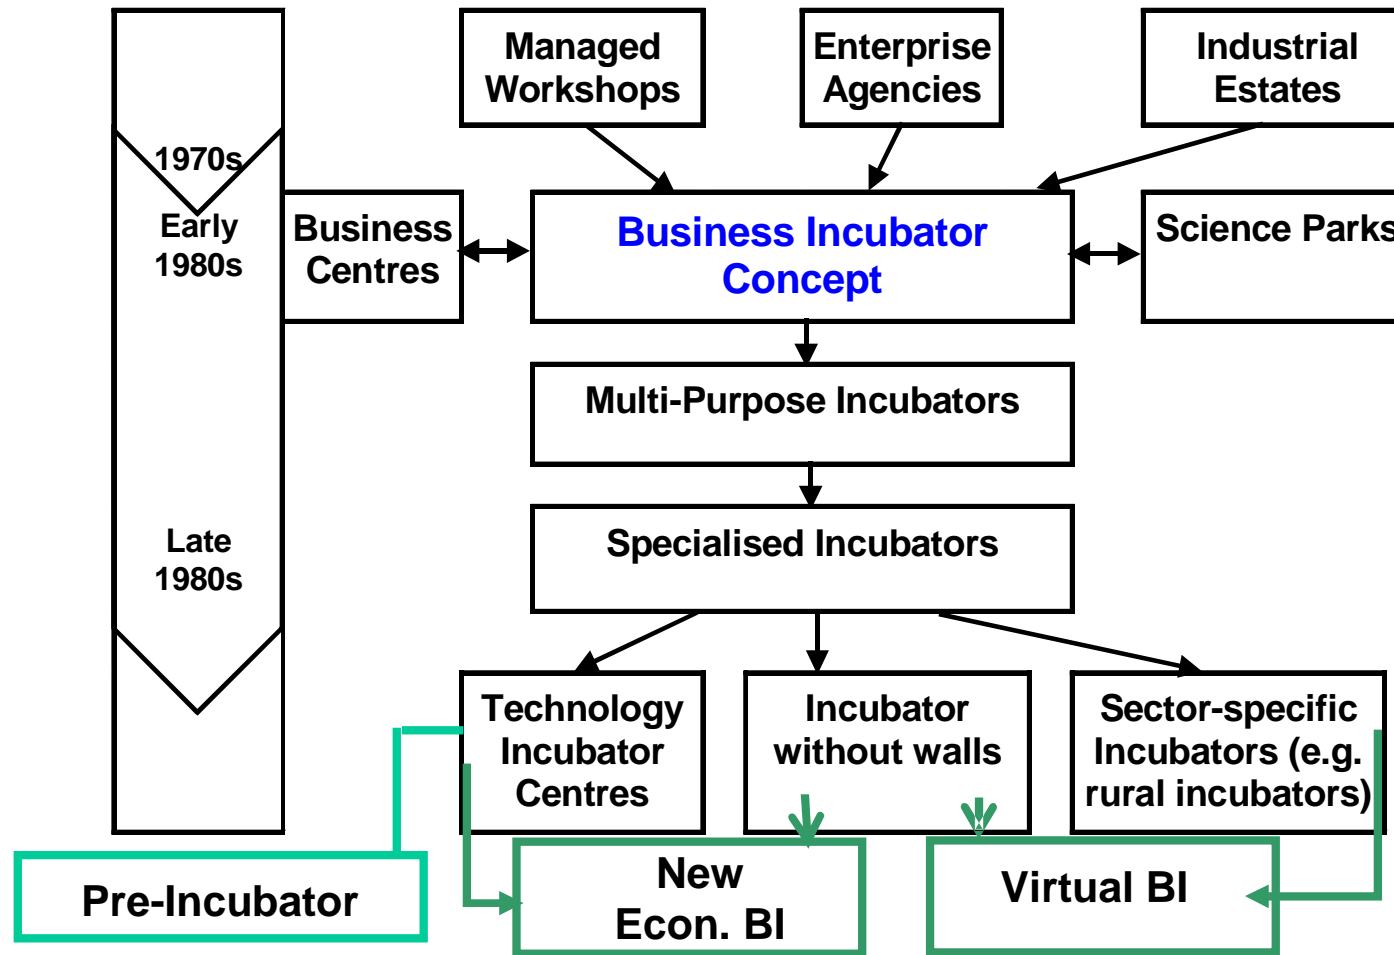 Managed
Workshops
Enterprise
Agencies
Industrial
Estates
1970s
Early
1980s
Business
Centres
Business Incubator
Concept
Science Parks
Multi-Purpose Incubators
Late
1980s
Specialised Incubators
Technology
Incubator
Centres
Incubator
without walls
Sector-specific
Incubators (e.g.
rural incubators)
Pre-Incubator
New
Econ. BI
Virtual BI